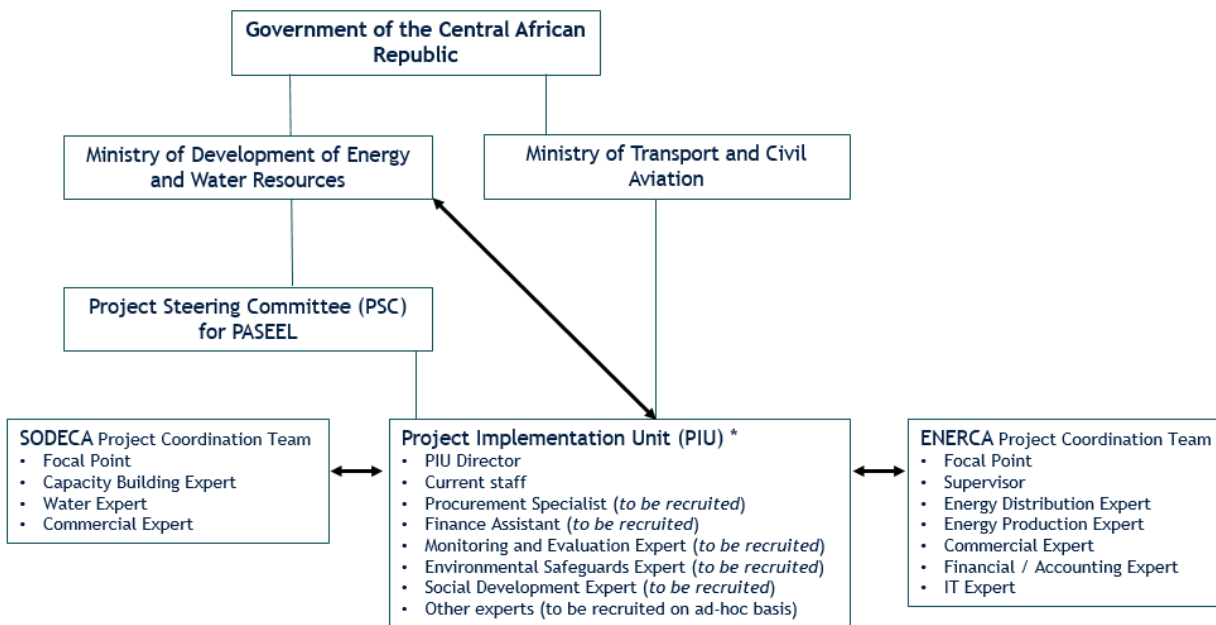 Government of the Central African
Republic
Ministry of Development of Energy
and Water Resources
Ministry of Transport and Civil
Aviation
Project Steering Committee (PSC)
for PASEEL
SODECA Project Coordination Team
• Focal Point
• Capacity Building Expert
• Water Expert
• Commercial Expert
Project Implementation Unit (PIU) *
• PIU Director
• Current staff
• Procurement Specialist (to be recruited)
• Finance Assistant (to be recruited)
• Monitoring and Evaluation Expert (to be recruited)
• Environmental Safeguards Expert (to be recruited)
• Social Development Expert (to be recruited)
• Other experts (to be recruited on ad-hoc basis)
ENERCA Project Coordination Team
• Focal Point
• Supervisor
• Energy Distribution Expert
• Energy Production Expert
• Commercial Expert
• Financial / Accounting Expert
• IT Expert